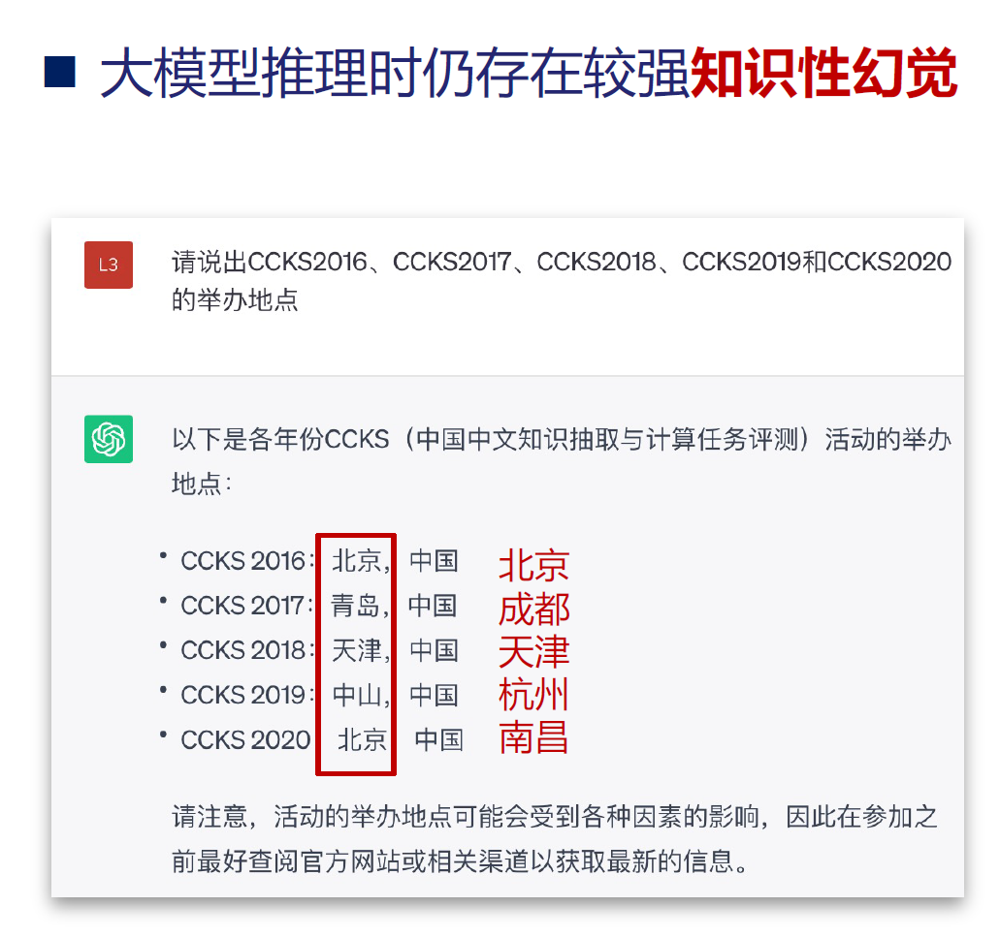 大模型推理时仍存在较强知识性幻觉
L3
请说出CCKS2016、CCKS2017、CCKS2018、CCKS2019和CCKS2020
的举办地点
以下是各年份CCKS（中国中文知识抽取与计算任务评测）活动的举办
地点：
• CCKS 2016：北京，中国 北京
• CCKS 2017：青岛，中国 成都
• CCKS 2018：天津，中国 天津
• CCKS 2019：中山，中国 杭州
• CCKS 2020 北京 中国 南昌
请注意，活动的举办地点可能会受到各种因素的影响，因此在参加之
前最好查阅官方网站或相关渠道以获取最新的信息。